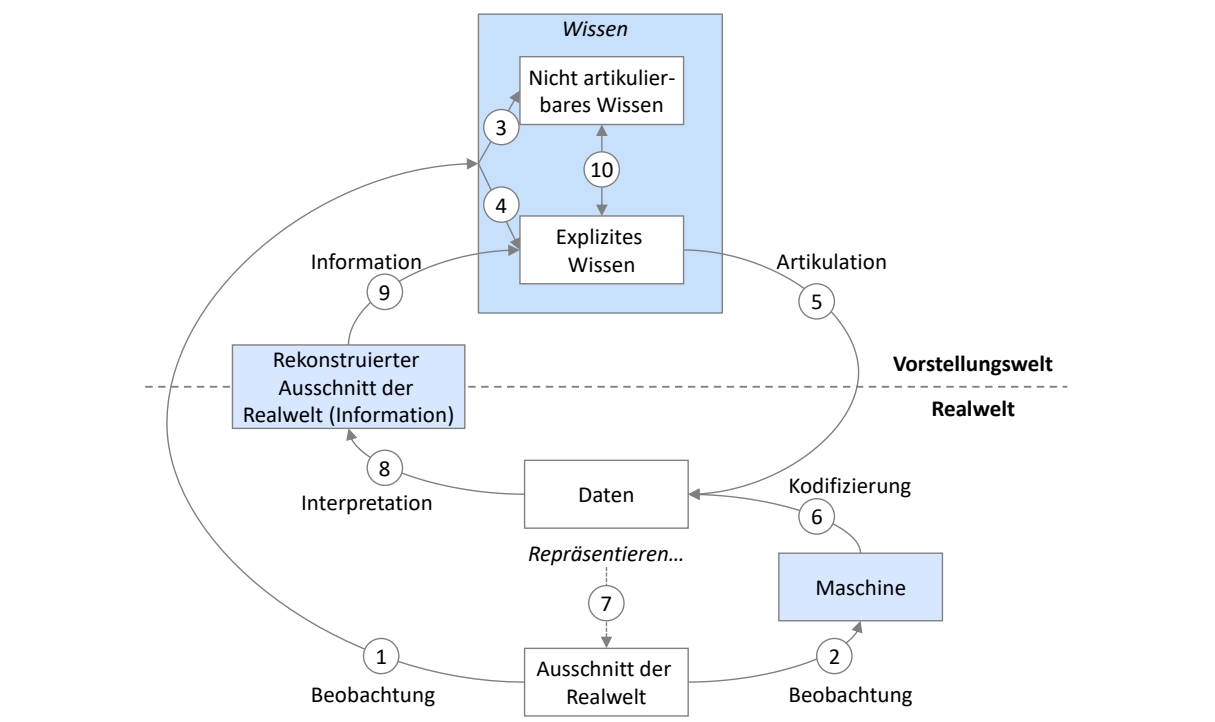 Wissen
Nicht artikulier-
bares Wissen
3
10
4
Explizites
Wissen
Information
Artikulation
9
5
Rekonstruierter
Ausschnitt der
Realwelt (Information)
Vorstellungswelt
Realwelt
8
Interpretation
Daten
Kodifizierung
6
Repräsentieren...
7
Maschine
1
Beobachtung
Ausschnitt der
Realwelt
2
Beobachtung